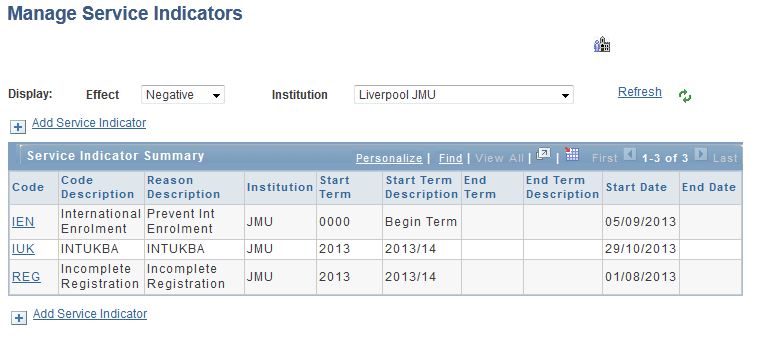 Manage Service Indicators
Display: Effect Negative Institution Liverpool JMU Refresh
Add Service Indicator
Service Indicator Summary Personalize | Find | View All | | First 1-3 of 3 Last
Code Code Description Reason Description Institution Start Term Start Term Description End Term End Term Description Start Date End Date
IEN International Enrolment Prevent Int Enrolment JMU 0000 Begin Term 05/09/2013
IUK INTUKBA INTUKBA JMU 2013 2013/14 29/10/2013
REG Incomplete Registration Incomplete Registration JMU 2013 2013/14 01/08/2013
Add Service Indicator